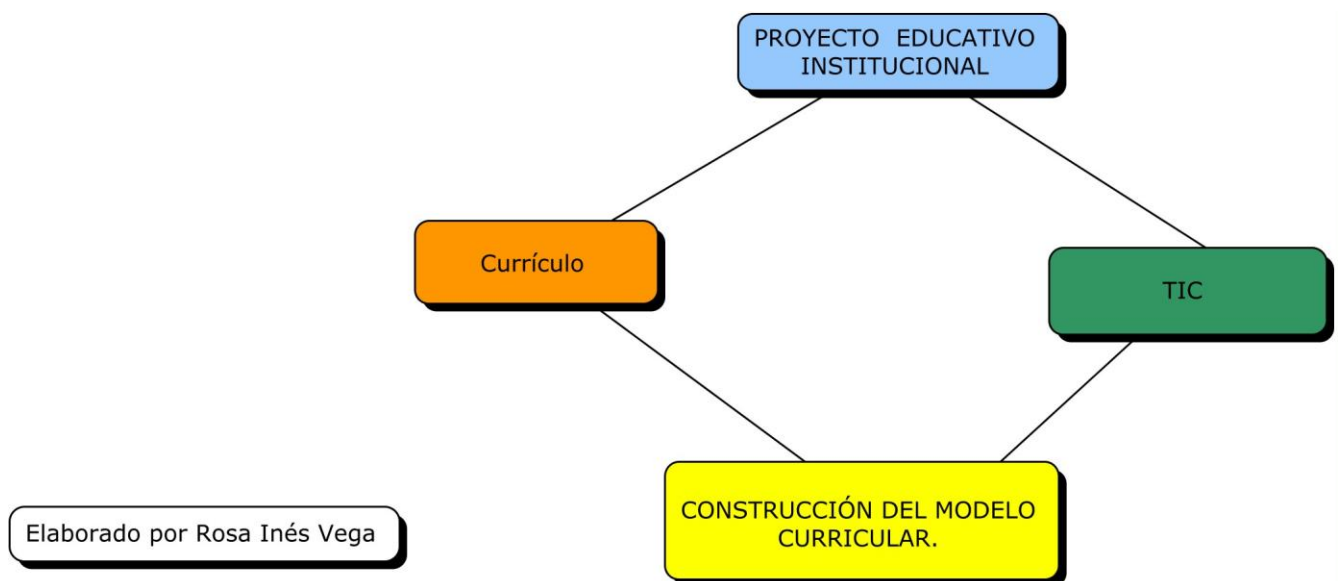 PROYECTO EDUCATIVO
INSTITUCIONAL
Currículo
TIC
CONSTRUCCIÓN DEL MODELO
CURRICULAR.
Elaborado por Rosa Inés Vega